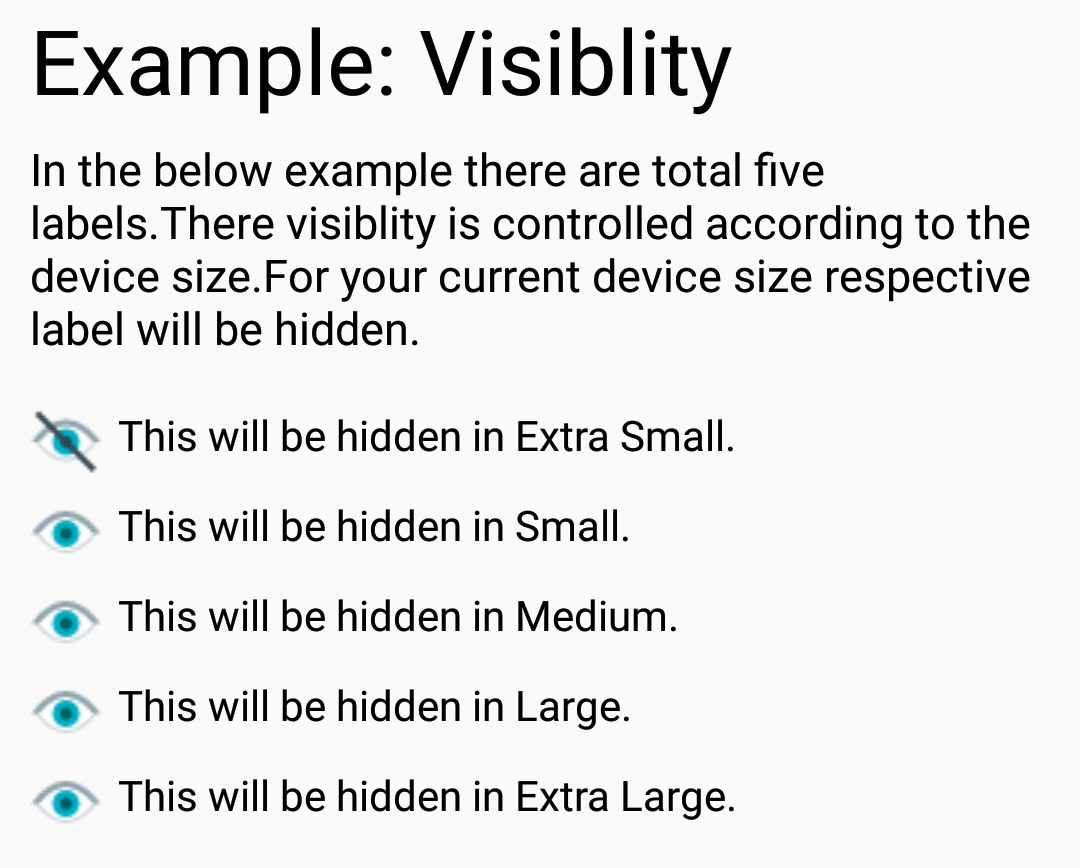 Example: Visiblity
In the below example there are total five
labels.There visiblity is controlled according to the
device size.For your current device size respective
label will be hidden.
This will be hidden in Extra Small.
This will be hidden in Small.
This will be hidden in Medium.
This will be hidden in Large.
This will be hidden in Extra Large.